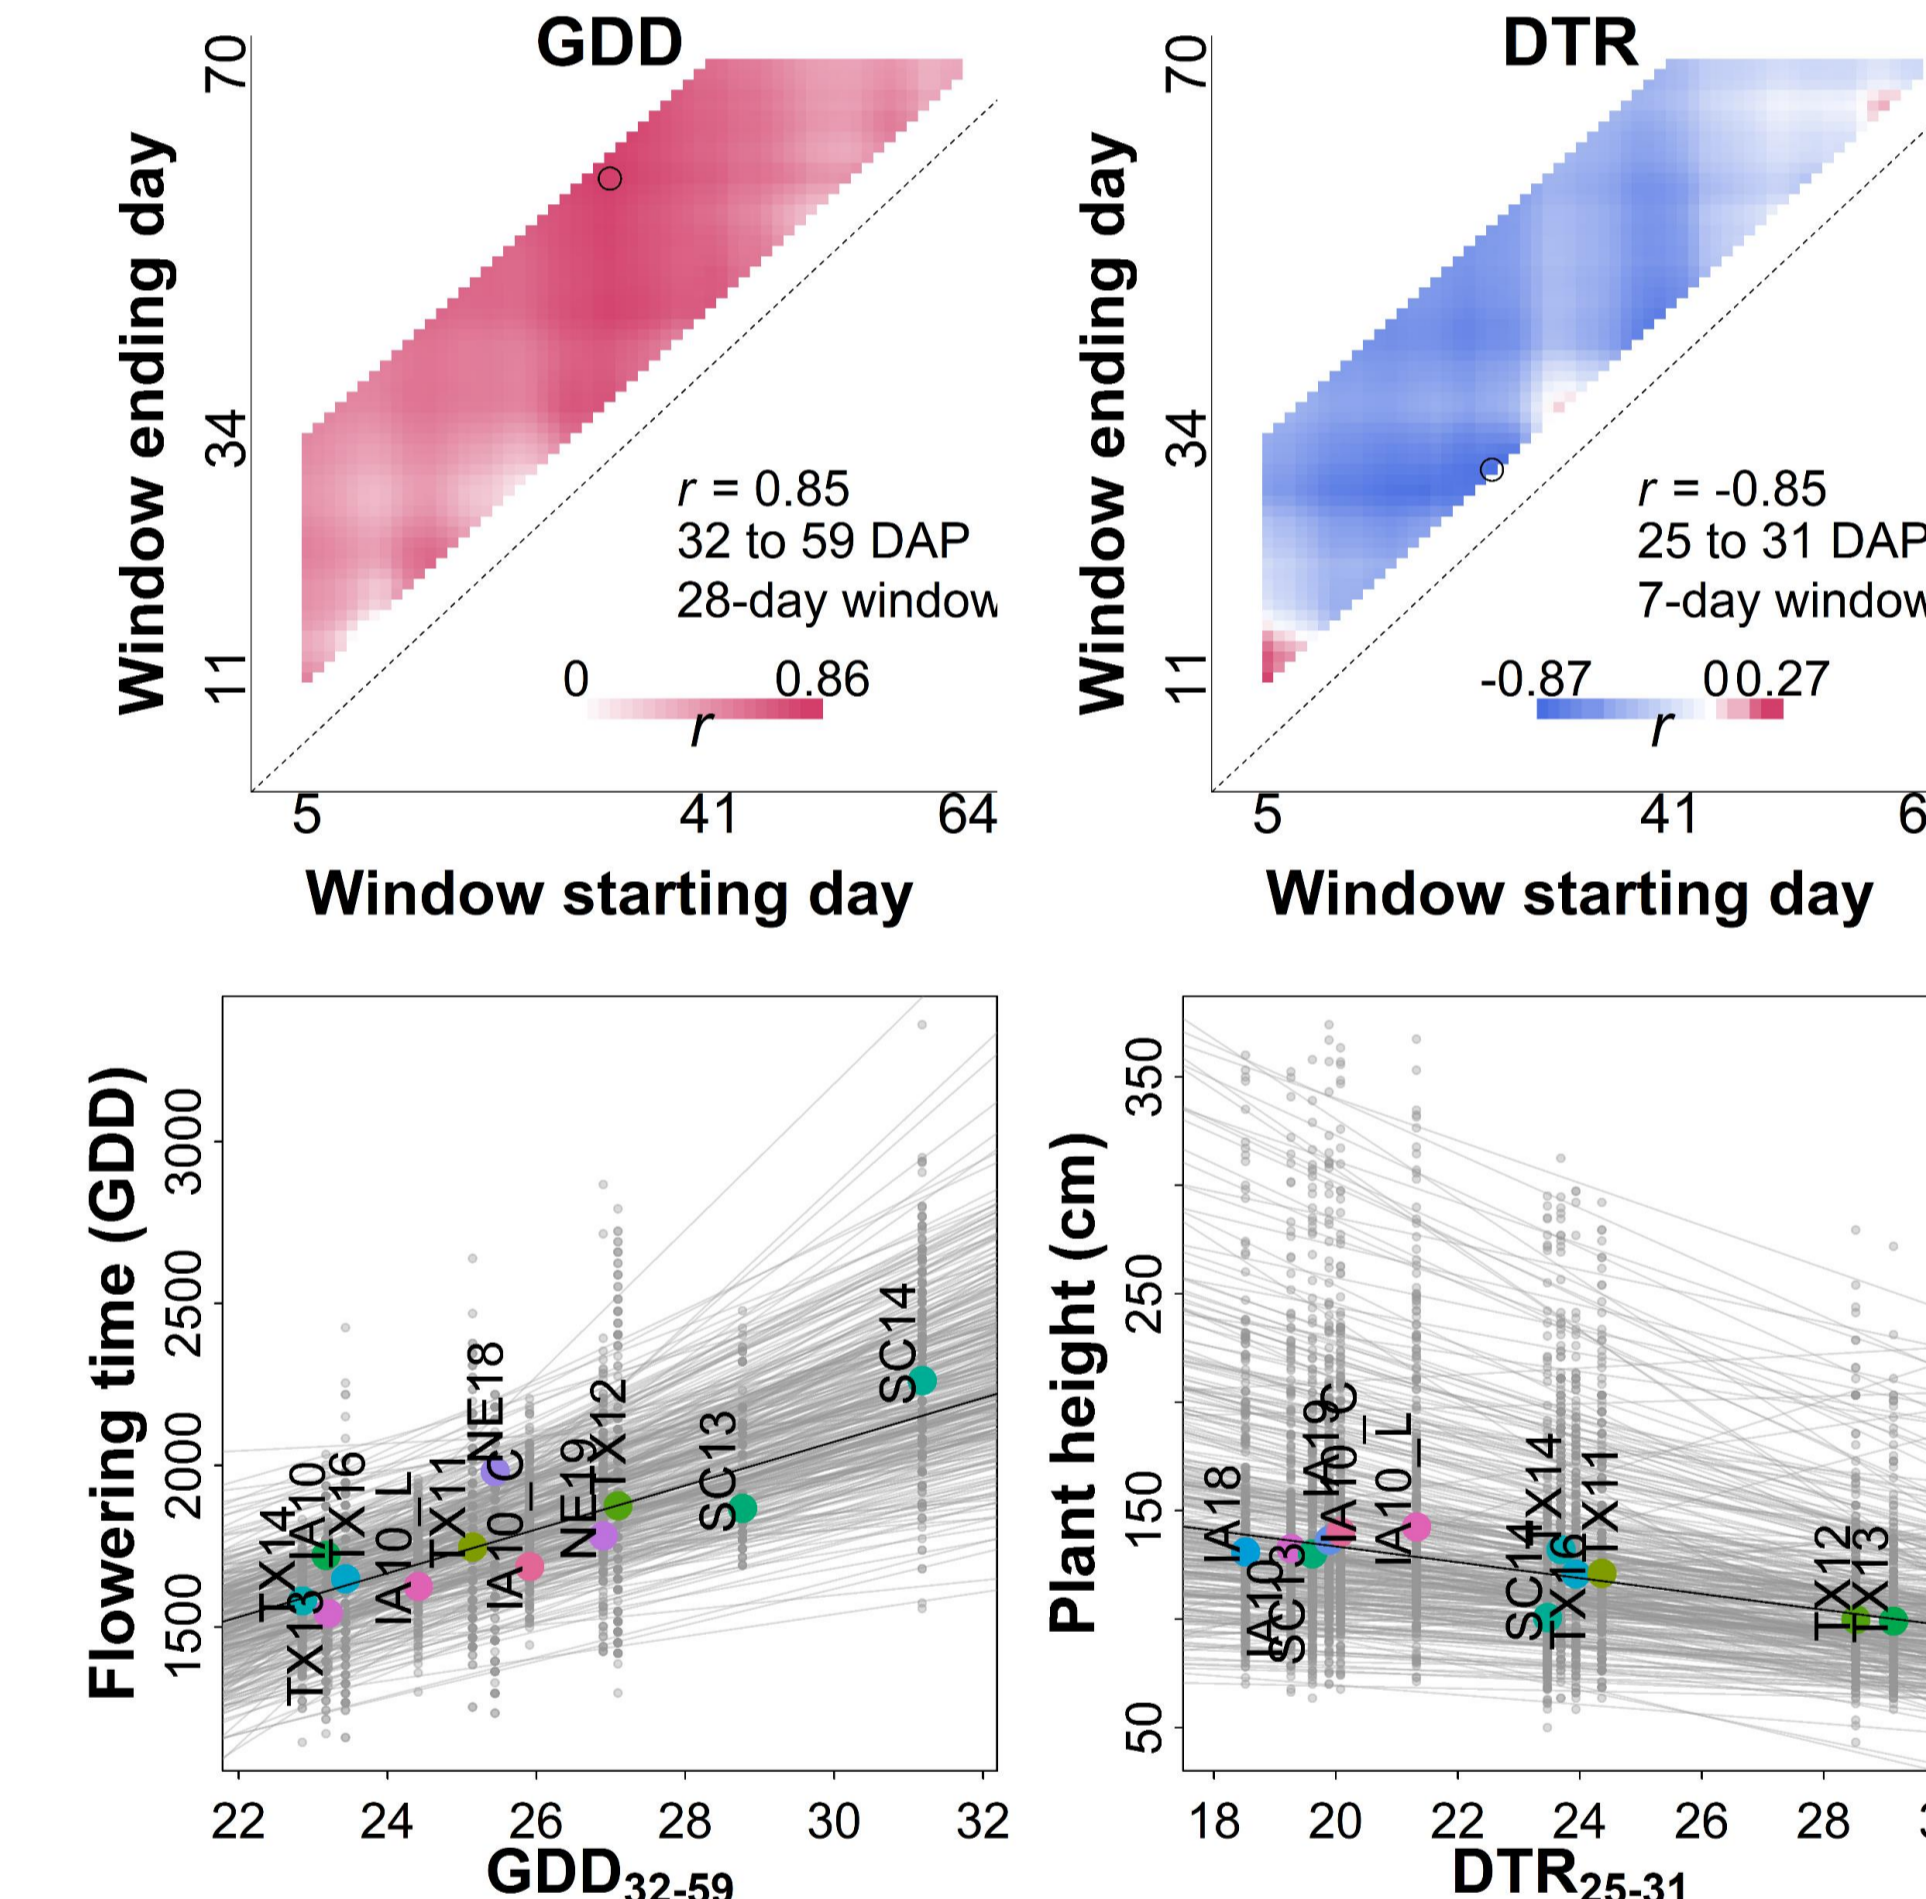 GDD
Window ending day
70
34
11
r = 0.85
32 to 59 DAP
28-day window
0 0.86
r
5 41 64
Window starting day
DTR
Window ending day
70
34
11
r = -0.85
25 to 31 DAP
7-day window
-0.87 0 0.27
r
5 41 6
Window starting day
Flowering time (GDD)
3000
2500
2000
1500
TX14
TX13
IA10
TX16
IA10_L
TX11
NE18
IA10_C
NE19
TX12
SC13
SC14
22 24 26 28 30 32
GDD32-59
Plant height (cm)
350
250
150
50
IA18
IA10
SC13
IA19
IA10_C
IA10_L
SC14
TX14
TX16
TX11
TX12
TX13
18 20 22 24 26 28
DTR25-31